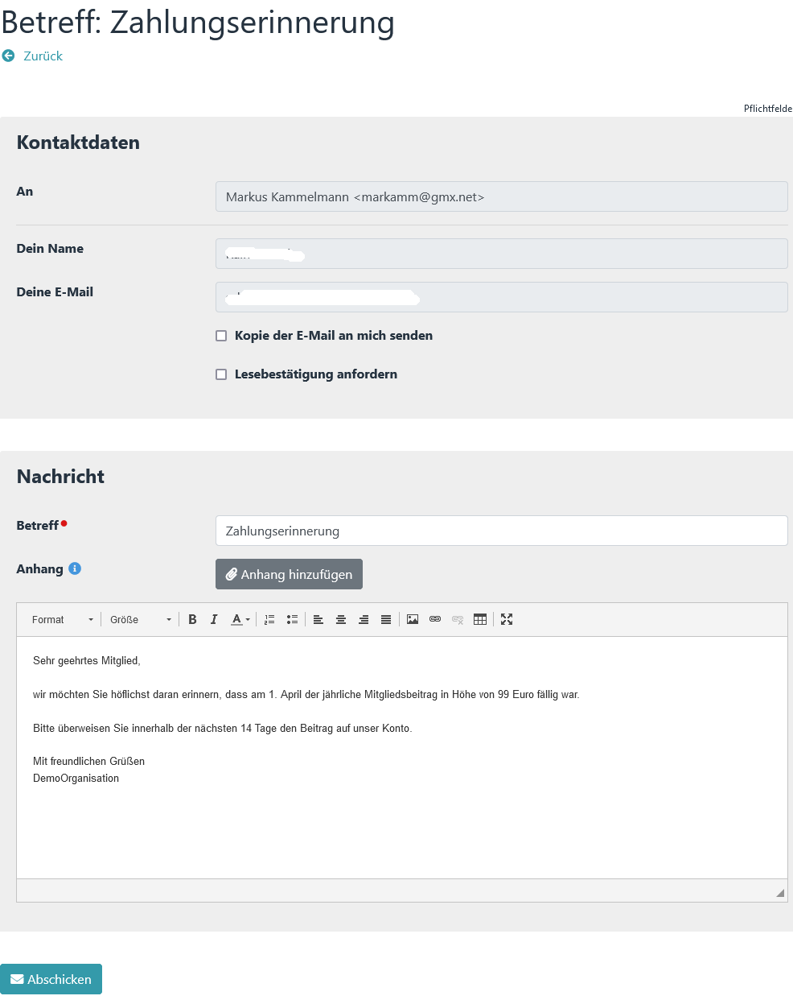 Betreff: Zahlungserinnerung
Zurück
Pflichtfelde
Kontaktdaten
An
Markus Kammelmann <markamm@gmx.net>
Dein Name
Deine E-Mail
Kopie der E-Mail an mich senden
Lesebestätigung anfordern
Nachricht
Betreff
Zahlungserinnerung
Anhang
Anhang hinzufügen
Format Größe B I A
Sehr geehrtes Mitglied,
wir möchten Sie höflichst daran erinnern, dass am 1. April der jährliche Mitgliedsbeitrag in Höhe von 99 Euro fällig war.
Bitte überweisen Sie innerhalb der nächsten 14 Tage den Beitrag auf unser Konto.
Mit freundlichen Grüßen
DemoOrganisation
Abschicken